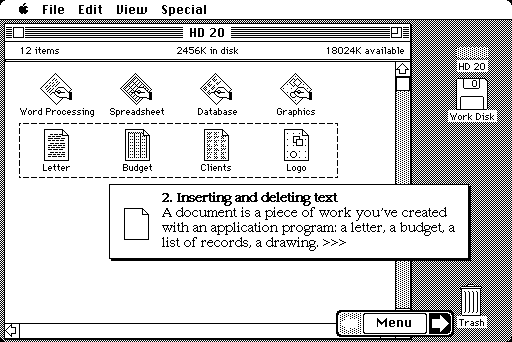 File Edit View Special
HD 20
12 items 2456K in disk 18024K available
Word Processing Spreadsheet Database Graphics
Letter Budget Clients Logo
HD 20
Work Disk
2. Inserting and deleting text
A document is a piece of work you've created
with an application program: a letter, a budget, a
list of records, a drawing. >>>
Menu
Trash